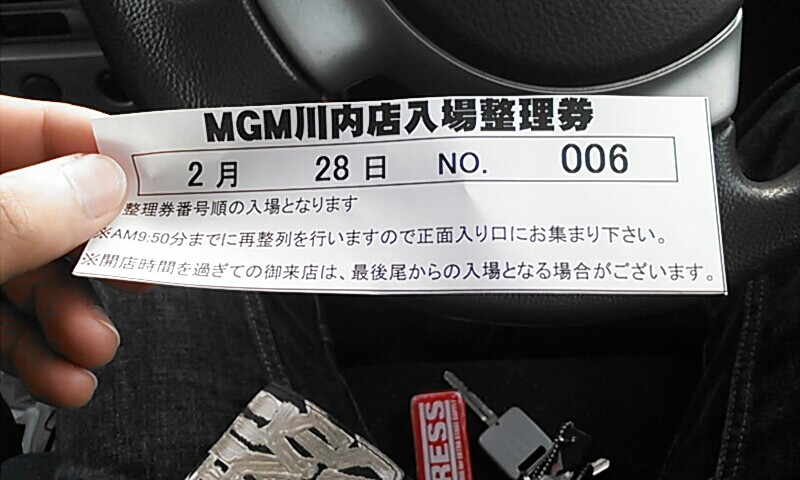 MGM川内店入場整理券
2月 28日 NO. 006
整理券番号順の入場となります
※AM9:50分までに再整列を行いますので正面入り口にお集まり下さい。
※開店時間を過ぎての御来店は、最後尾からの入場となる場合がございます。
RESS